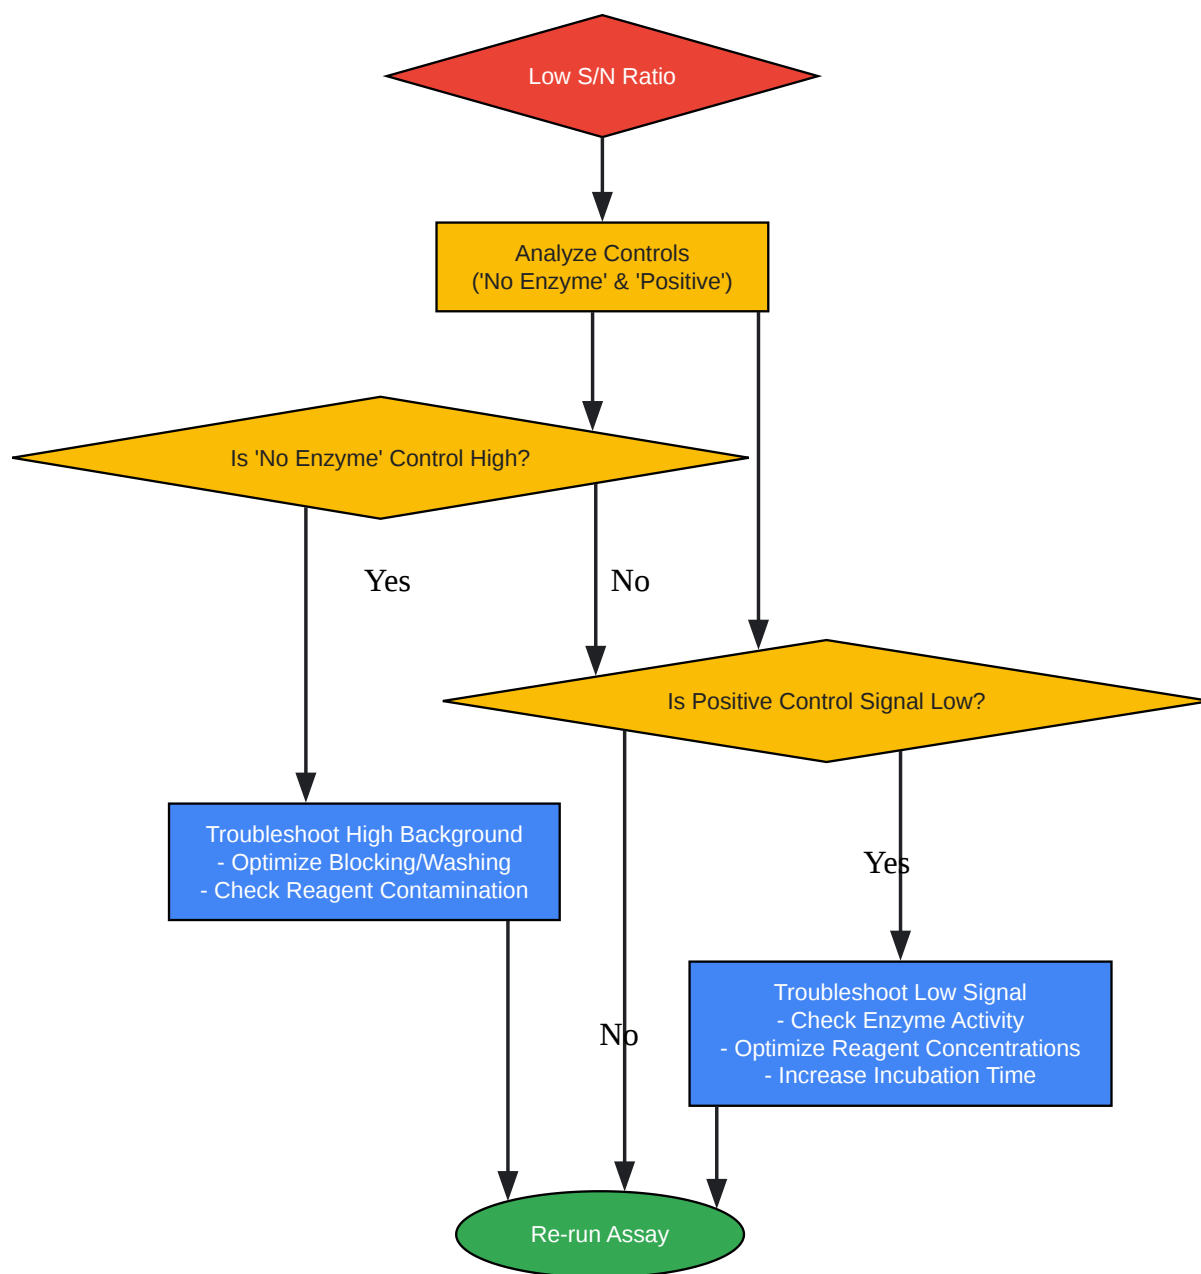 Low S/N Ratio
Analyze Controls
('No Enzyme' & 'Positive')
Is 'No Enzyme' Control High?
Yes
No
Is Positive Control Signal Low?
Troubleshoot High Background
- Optimize Blocking/Washing
- Check Reagent Contamination
Yes
Troubleshoot Low Signal
- Check Enzyme Activity
- Optimize Reagent Concentrations
- Increase Incubation Time
No
Re-run Assay